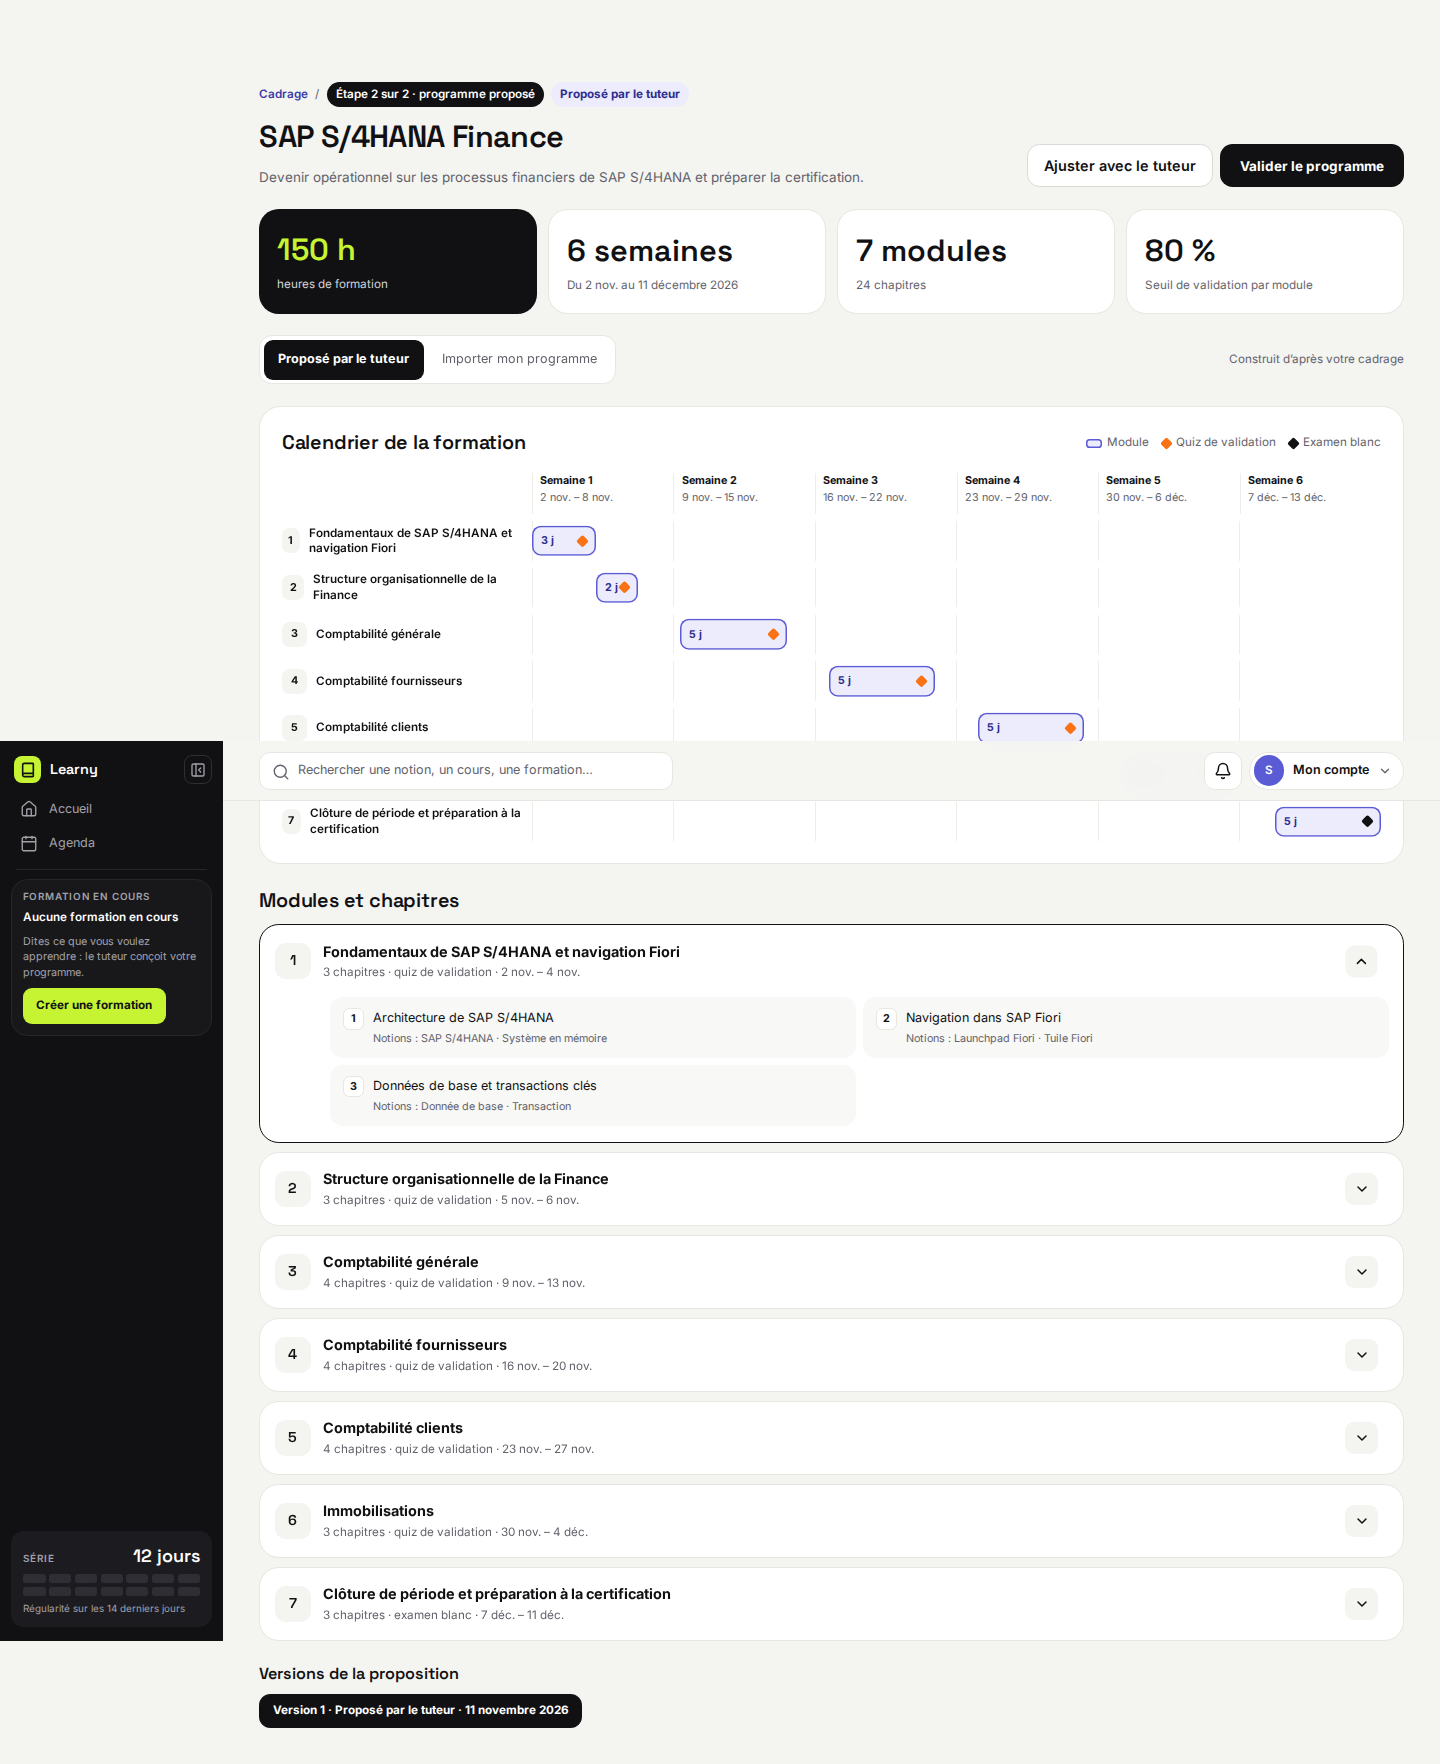 Cadrage / Étape 2 sur 2 · programme proposé Proposé par le tuteur
SAP S/4HANA Finance
Devenir opérationnel sur les processus financiers de SAP S/4HANA et préparer la certification.
Ajuster avec le tuteur
Valider le programme
150 h
heures de formation
6 semaines
Du 2 nov. au 11 décembre 2026
7 modules
24 chapitres
80 %
Seuil de validation par module
Proposé par le tuteur
Importer mon programme
Construit d’après votre cadrage
Calendrier de la formation
Module
Quiz de validation
Examen blanc
Semaine 1
2 nov. – 8 nov.
Semaine 2
9 nov. – 15 nov.
Semaine 3
16 nov. – 22 nov.
Semaine 4
23 nov. – 29 nov.
Semaine 5
30 nov. – 6 déc.
Semaine 6
7 déc. – 13 déc.
1
Fondamentaux de SAP S/4HANA et
navigation Fiori
3 j
2
Structure organisationnelle de la
Finance
2 j
3
Comptabilité générale
5 j
4
Comptabilité fournisseurs
5 j
5
Comptabilité clients
5 j
Learny
Rechercher une notion, un cours, une formation...
S
Mon compte
Accueil
Agenda
7
Clôture de période et préparation à la
certification
5 j
FORMATION EN COURS
Aucune formation en cours
Dites ce que vous voulez
apprendre : le tuteur conçoit votre
programme.
Créer une formation
Modules et chapitres
1
Fondamentaux de SAP S/4HANA et navigation Fiori
3 chapitres · quiz de validation · 2 nov. – 4 nov.
1
Architecture de SAP S/4HANA
Notions : SAP S/4HANA · Système en mémoire
2
Navigation dans SAP Fiori
Notions : Launchpad Fiori · Tuile Fiori
3
Données de base et transactions clés
Notions : Donnée de base · Transaction
2
Structure organisationnelle de la Finance
3 chapitres · quiz de validation · 5 nov. – 6 nov.
3
Comptabilité générale
4 chapitres · quiz de validation · 9 nov. – 13 nov.
4
Comptabilité fournisseurs
4 chapitres · quiz de validation · 16 nov. – 20 nov.
5
Comptabilité clients
4 chapitres · quiz de validation · 23 nov. – 27 nov.
6
Immobilisations
3 chapitres · quiz de validation · 30 nov. – 4 déc.
7
Clôture de période et préparation à la certification
3 chapitres · examen blanc · 7 déc. – 11 déc.
SÉRIE
12 jours
Régularité sur les 14 derniers jours
Versions de la proposition
Version 1 · Proposé par le tuteur · 11 novembre 2026